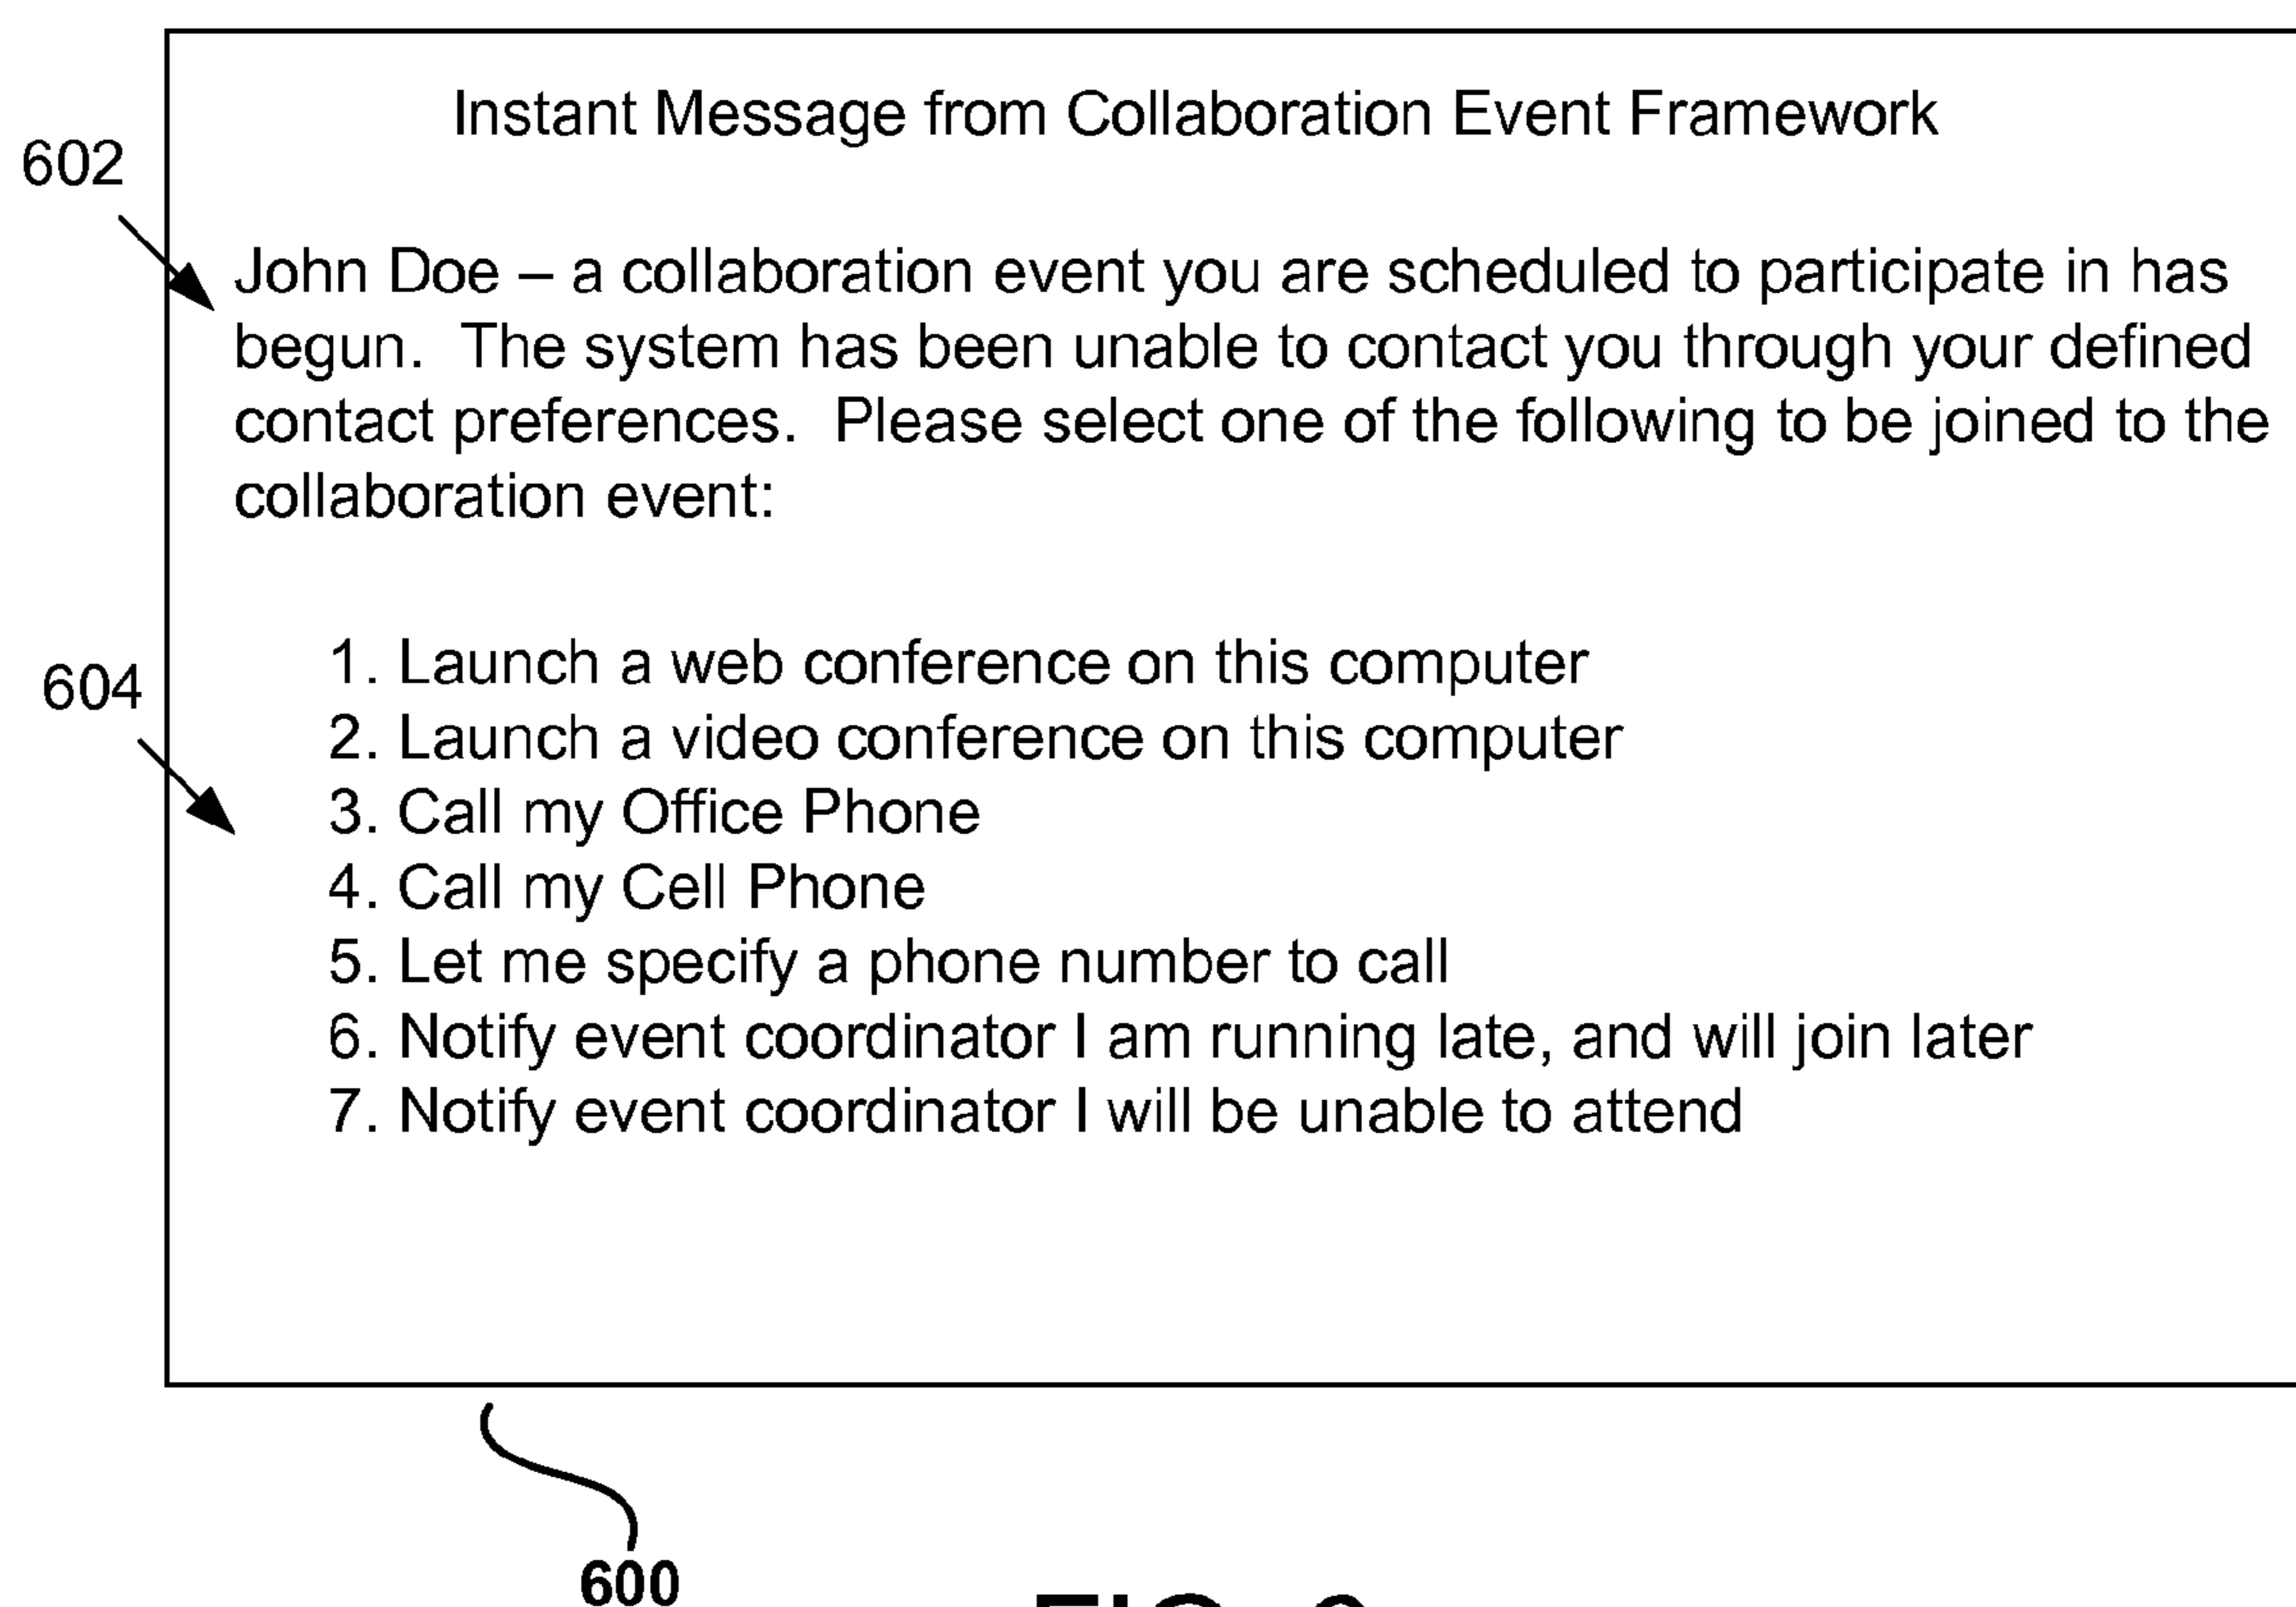 Instant Message from Collaboration Event Framework
602
John Doe – a collaboration event you are scheduled to participate in has
begun.  The system has been unable to contact you through your defined
contact preferences.  Please select one of the following to be joined to the
collaboration event:
604
1. Launch a web conference on this computer
2. Launch a video conference on this computer
3. Call my Office Phone
4. Call my Cell Phone
5. Let me specify a phone number to call
6. Notify event coordinator I am running late, and will join later
7. Notify event coordinator I will be unable to attend
600